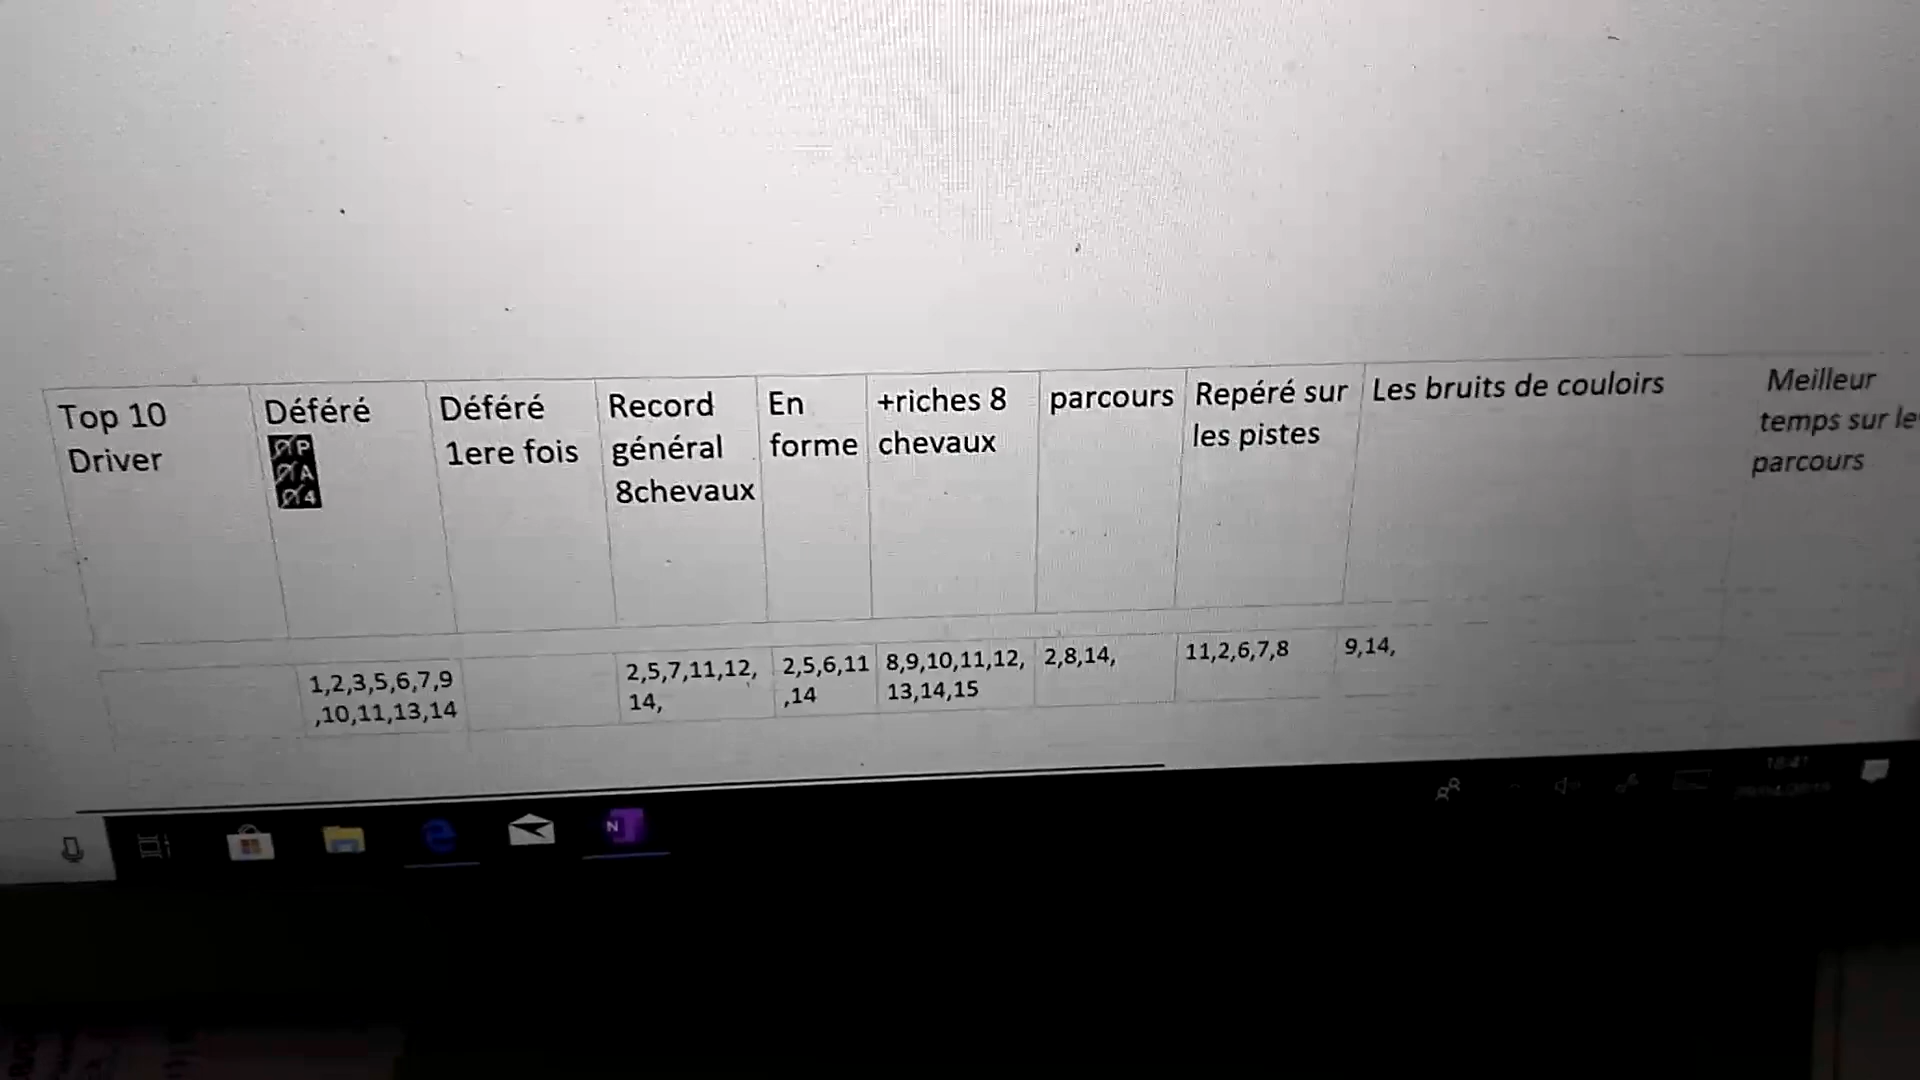 Top 10
Driver
Déféré
P
A
4
Déféré
1ere fois
Record
général
8chevaux
En
forme
+riches 8
chevaux
parcours
Repéré sur
les pistes
Les bruits de couloirs
Meilleur
temps sur le
parcours
1,2,3,5,6,7,9
,10,11,13,14
2,5,7,11,12,
14,
2,5,6,11
,14
8,9,10,11,12,
13,14,15
2,8,14,
11,2,6,7,8
9,14,
18:41
N